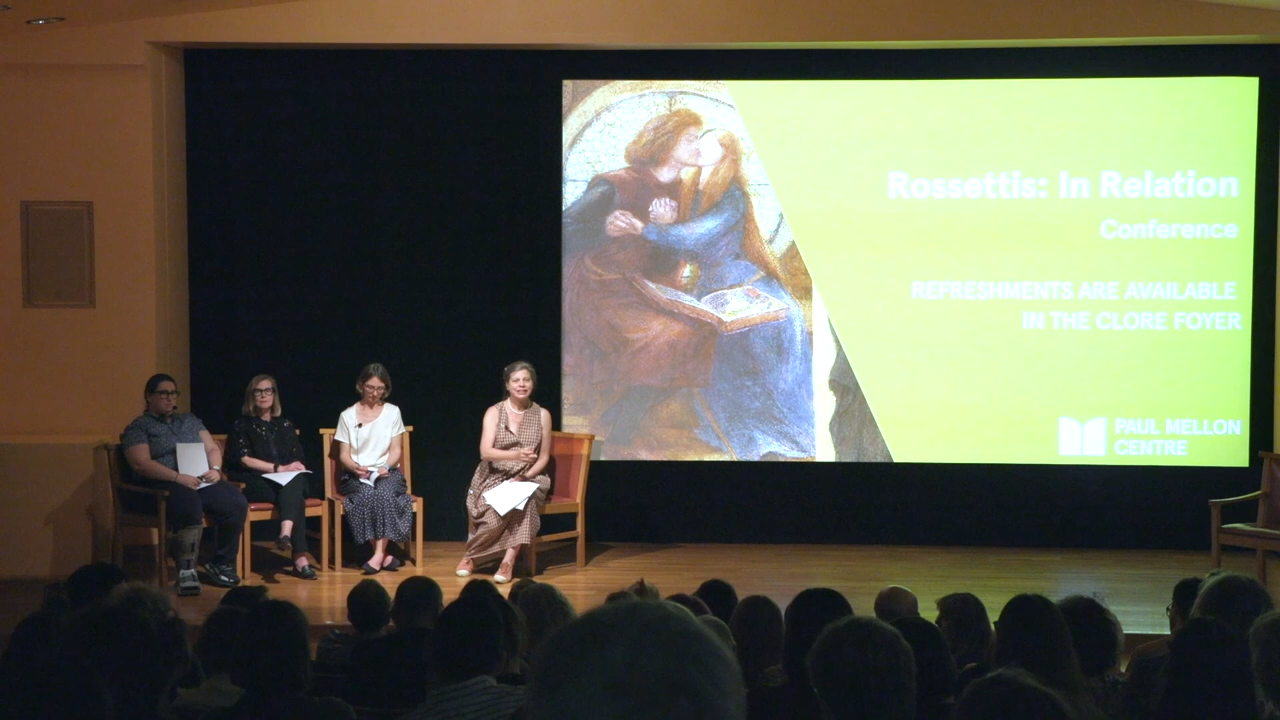 Rossettis: In Relation
Conference
REFRESHMENTS ARE AVAILABLE
IN THE CLORE FOYER
PAUL MELLON
CENTRE